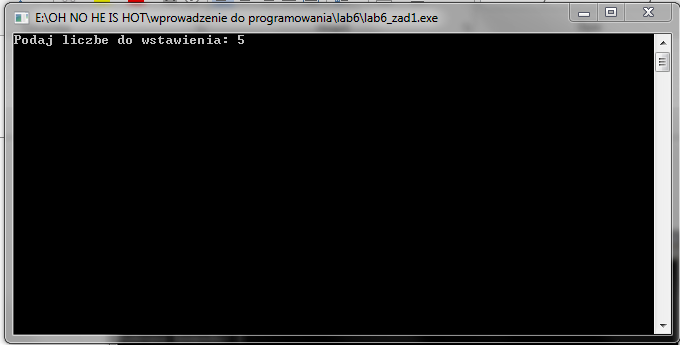 E:\OH NO HE IS HOT\wprowadzenie do programowania\lab6\lab6_zad1.exe
Podaj liczbe do wstawienia: 5